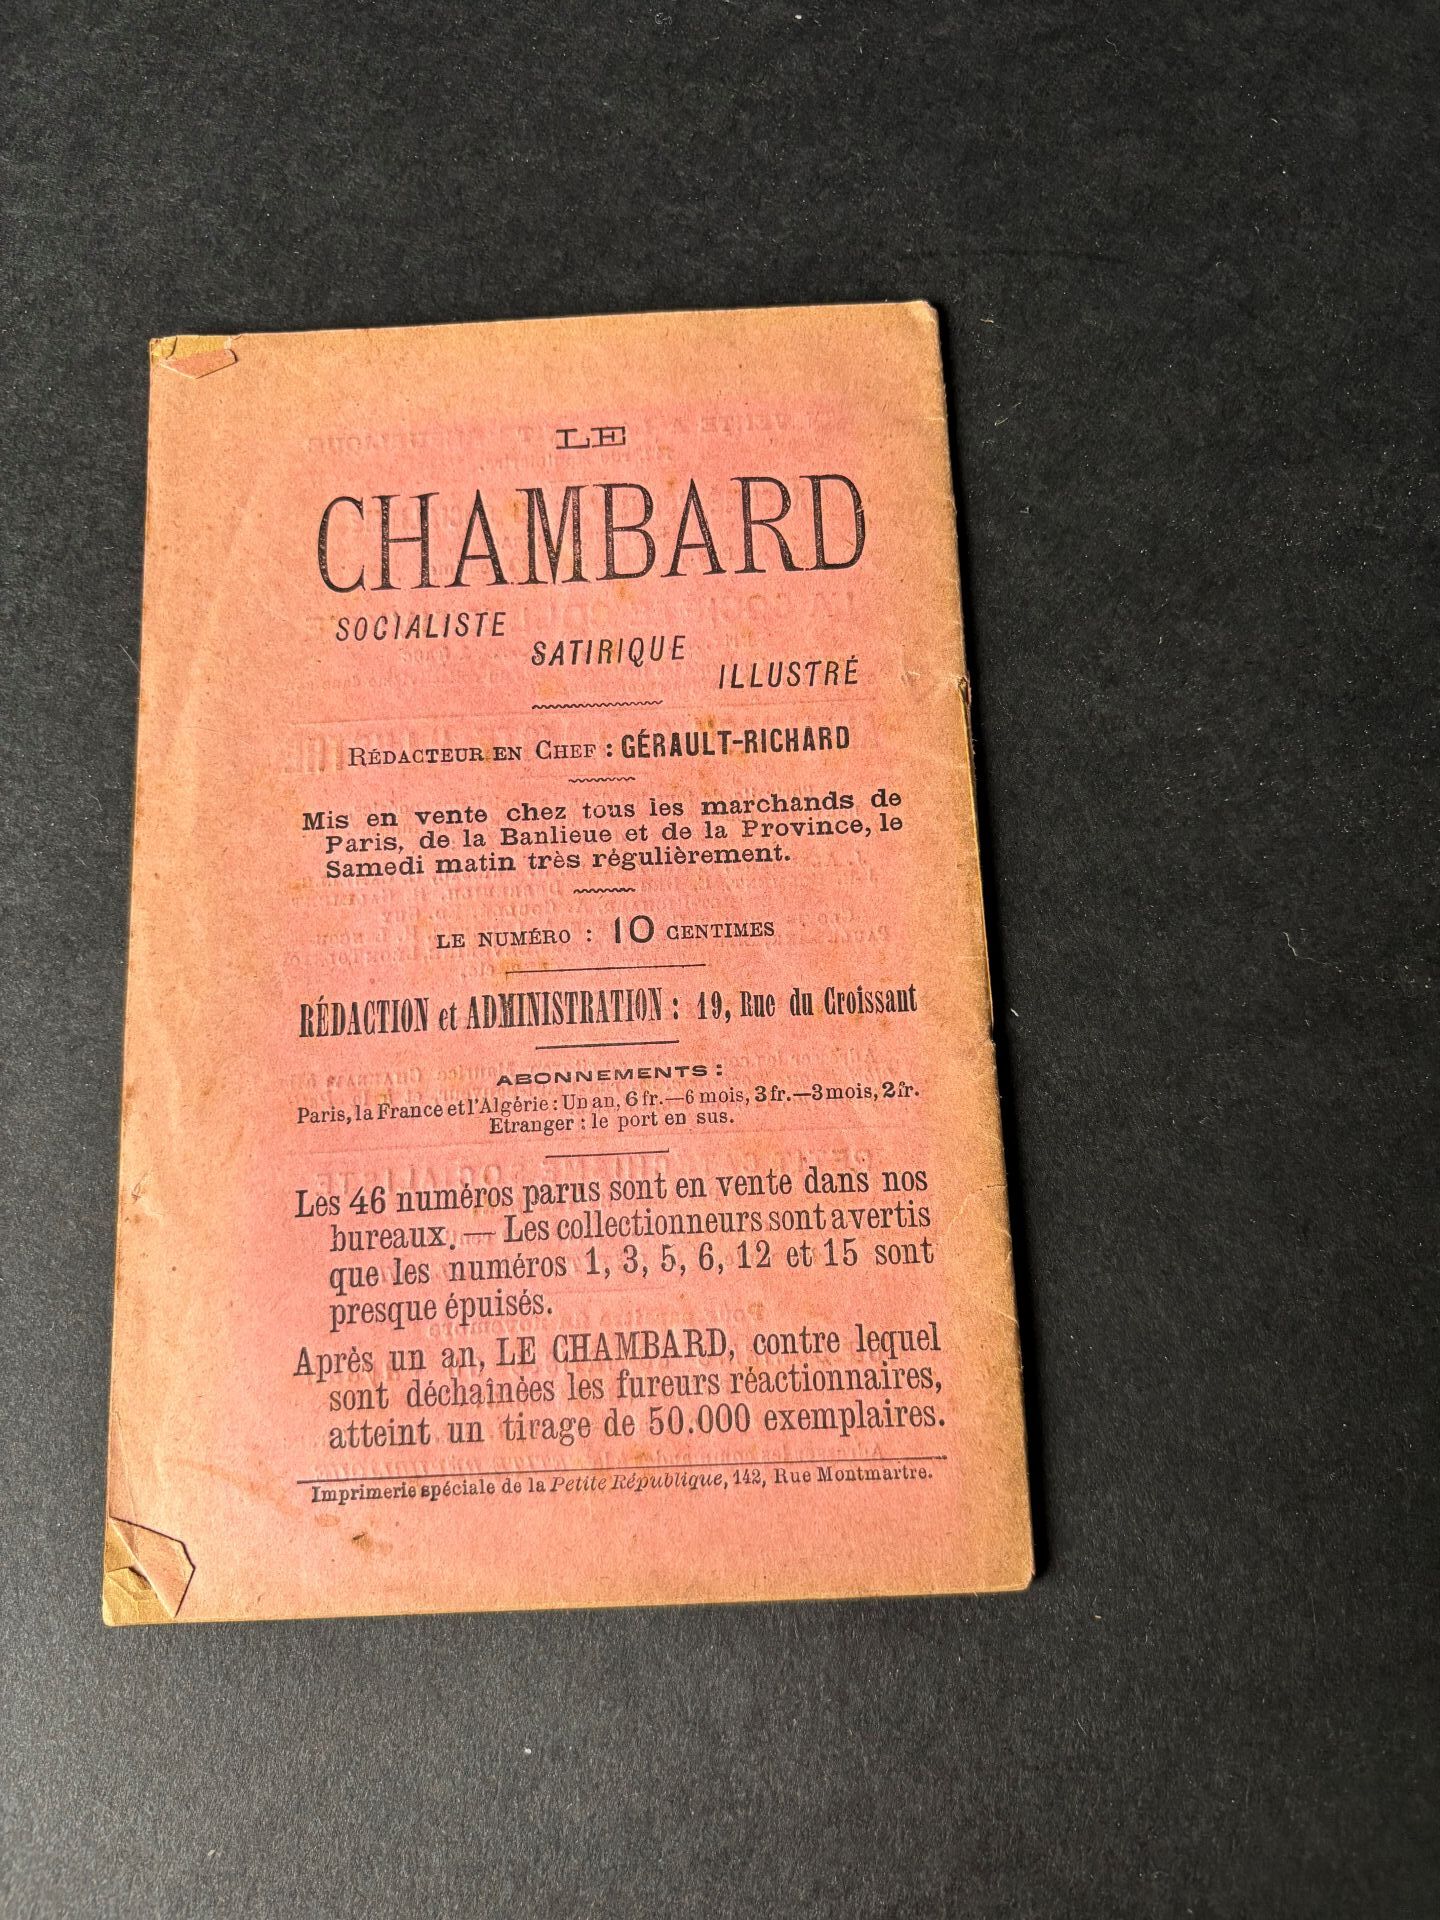 LE
CHAMBARD
SOCIALISTE
SATIRIQUE
ILLUSTRÉ
RÉDACTEUR EN CHEF : GÉRAULT-RICHARD
Mis en vente chez tous les marchands de
Paris, de la Banlieue et de la Province, le
Samedi matin très régulièrement.
LE NUMÉRO : 10 CENTIMES
RÉDACTION et ADMINISTRATION : 19, Rue du Croissant
ABONNEMENTS :
Paris, la France et l'Algérie : Un an, 6 fr.—6 mois, 3 fr.—3 mois, 2 fr.
Etranger : le port en sus.
Les 46 numéros parus sont en vente dans nos
bureaux. — Les collectionneurs sont avertis
que les numéros 1, 3, 5, 6, 12 et 15 sont
presque épuisés.
Après un an, LE CHAMBARD, contre lequel
sont déchaînèes les fureurs réactionnaires,
atteint un tirage de 50.000 exemplaires.
Imprimerie spéciale de la Petite République, 142, Rue Montmartre.